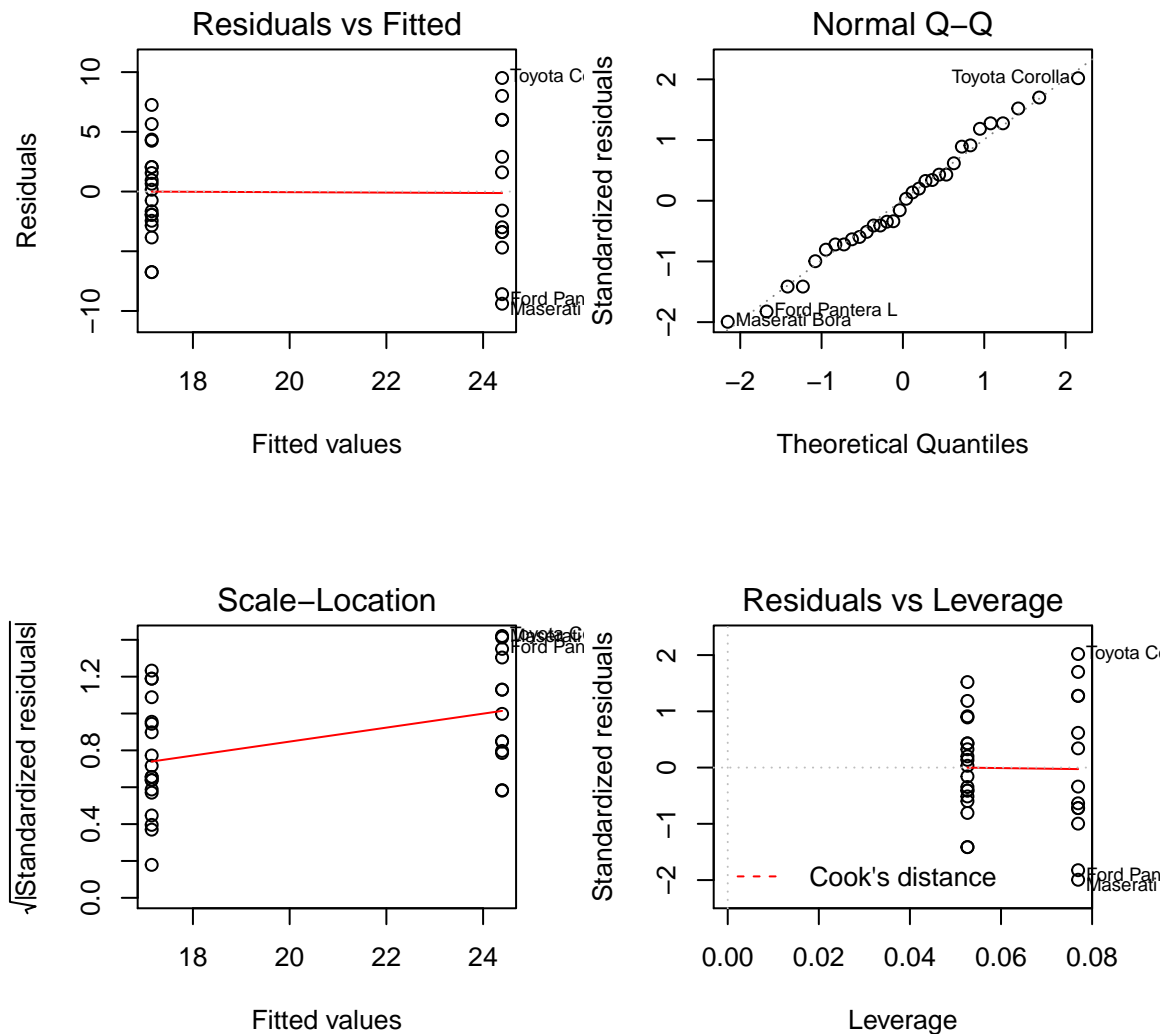 Residuals vs Fitted
Residuals
10
5
0
−10
Toyota C
Ford Pan
Maserati
18 20 22 24
Fitted values
Normal Q−Q
Standardized residuals
2
1
0
−1
−2
Toyota Corolla
Ford Pantera L
Maserati Bora
−2 −1 0 1 2
Theoretical Quantiles
Scale−Location
√|Standardized residuals|
1.2
0.8
0.4
0.0
Toyota C
Maserati
Ford Pan
18 20 22 24
Fitted values
Residuals vs Leverage
Standardized residuals
2
1
0
−1
−2
Toyota Co
Ford Pan
Maserati
Cook's distance
0.00 0.02 0.04 0.06 0.08
Leverage